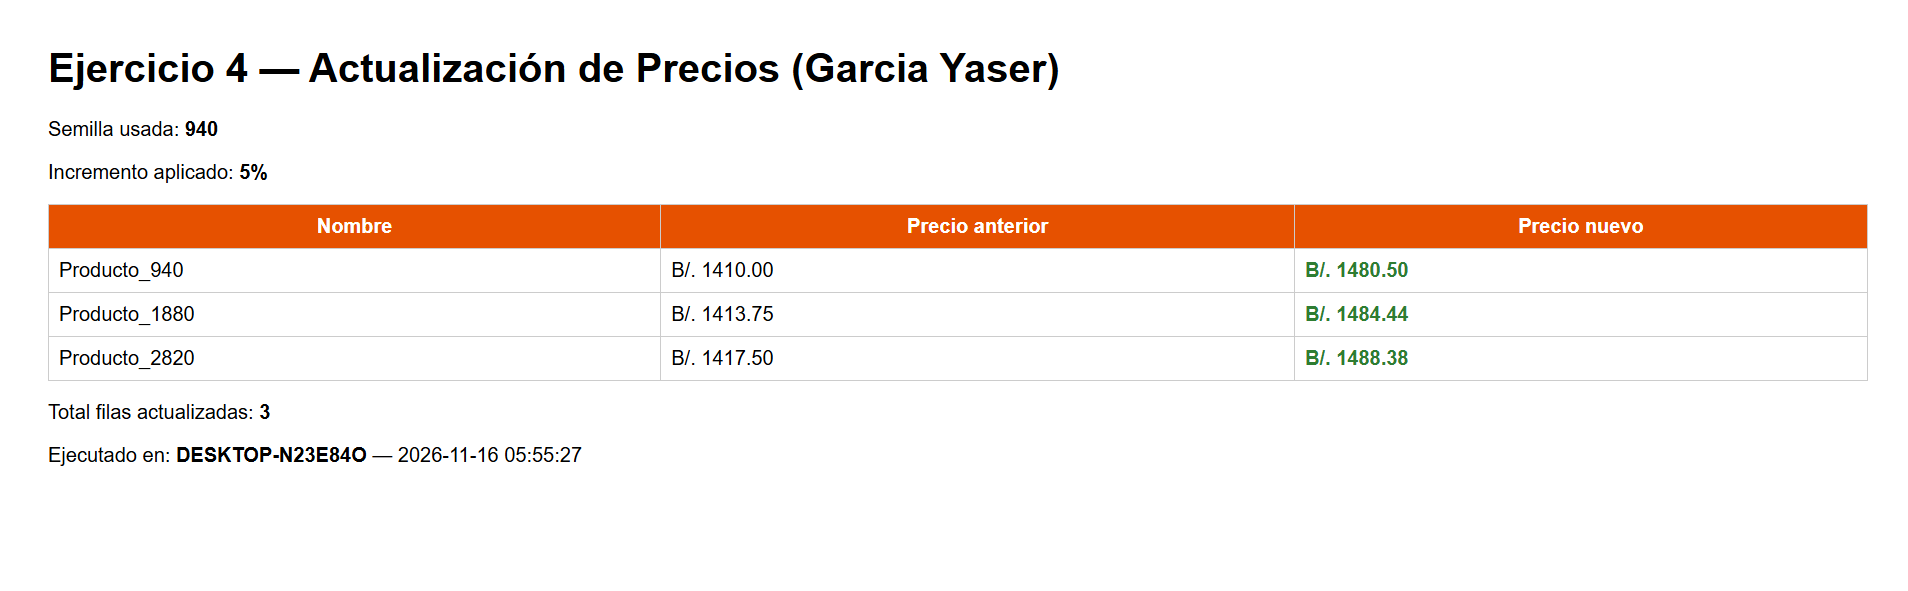 Ejercicio 4 — Actualización de Precios (Garcia Yaser)
Semilla usada: 940
Incremento aplicado: 5%
Nombre Precio anterior Precio nuevo
Producto_940 B/. 1410.00 B/. 1480.50
Producto_1880 B/. 1413.75 B/. 1484.44
Producto_2820 B/. 1417.50 B/. 1488.38
Total filas actualizadas: 3
Ejecutado en: DESKTOP-N23E84O — 2026-11-16 05:55:27